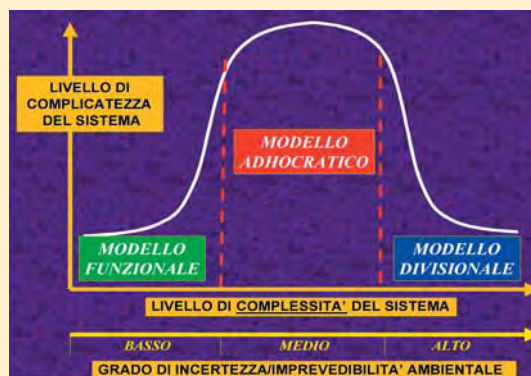 LIVELLO DI
COMPLICATEZZA
DEL SISTEMA
MODELLO
ADHOCRATICO
MODELLO
FUNZIONALE
MODELLO
DIVISIONALE
LIVELLO DI COMPLESSITA' DEL SISTEMA
BASSO MEDIO ALTO
GRADO DI INCERTEZZA/IMPREVEDIBILITA' AMBIENTALE